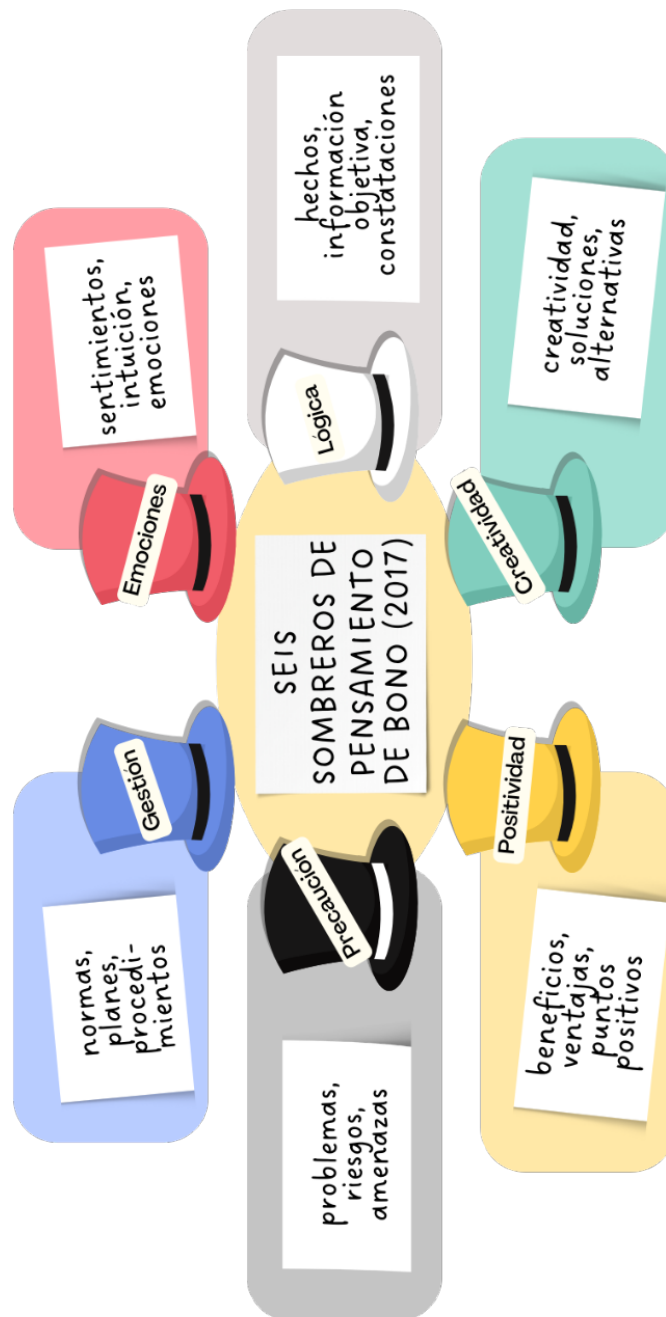 SEIS
SOMBREROS DE
PENSAMIENTO
DE BONO (2017)
Gestión
normas,
planes,
procedi-
mientos
Emociones
sentimientos,
intuición,
emociones
Precaución
problemas,
riesgos,
amenazas
Lógica
hechos,
información
objetiva,
constataciones
Positividad
beneficios,
ventajas,
puntos
positivos
Creatividad
creatividad,
soluciones,
alternativas